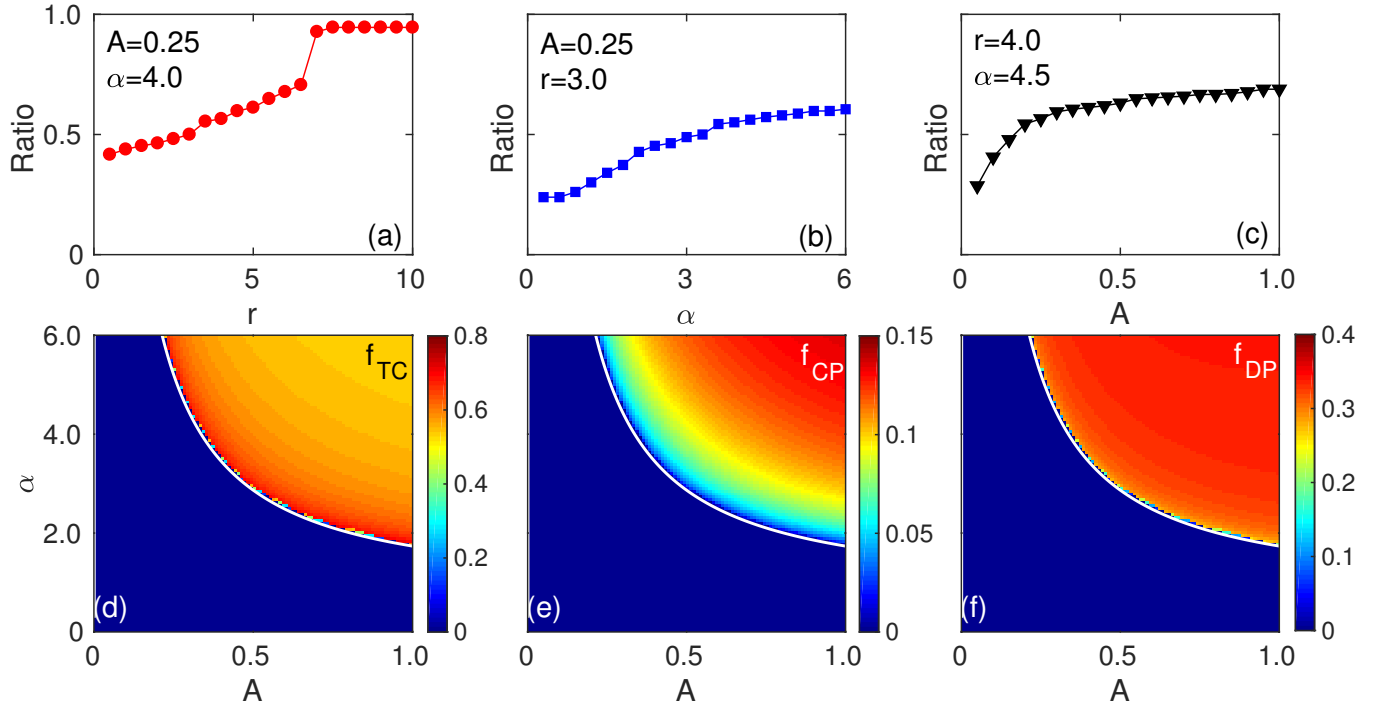 1.0
0.5
0
Ratio
A=0.25
α=4.0
(a)
0
5
10
r
Ratio
A=0.25
r=3.0
(b)
0
3
6
α
Ratio
r=4.0
α=4.5
(c)
0
0.5
1.0
A
6.0
4.0
2.0
0
α
f_TC
(d)
0
0.5
1.0
A
0.8
0.6
0.4
0.2
0
f_CP
(e)
0
0.5
1.0
A
0.15
0.1
0.05
0
f_DP
(f)
0
0.5
1.0
A
0.4
0.3
0.2
0.1
0